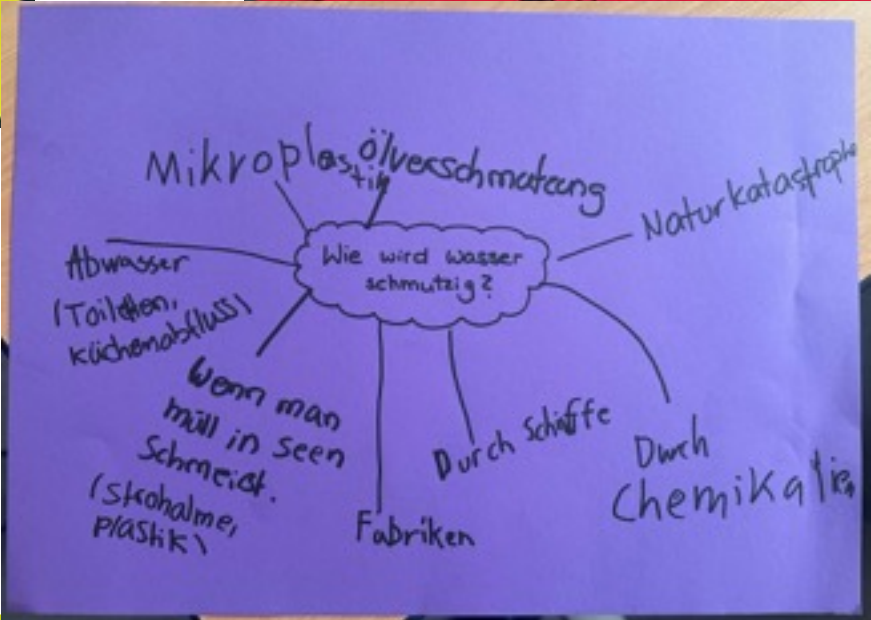 Wie wird wasser
schmutzig?
Mikroplastik
ölverschmutzung
Naturkatastrophe
Abwasser
(Toiletten,
Küchenabfluss)
Wenn man
müll in seen
Schmeist.
(Strohalme,
Plastik)
Fabriken
Durch Schiffe
Durch
Chemikalien